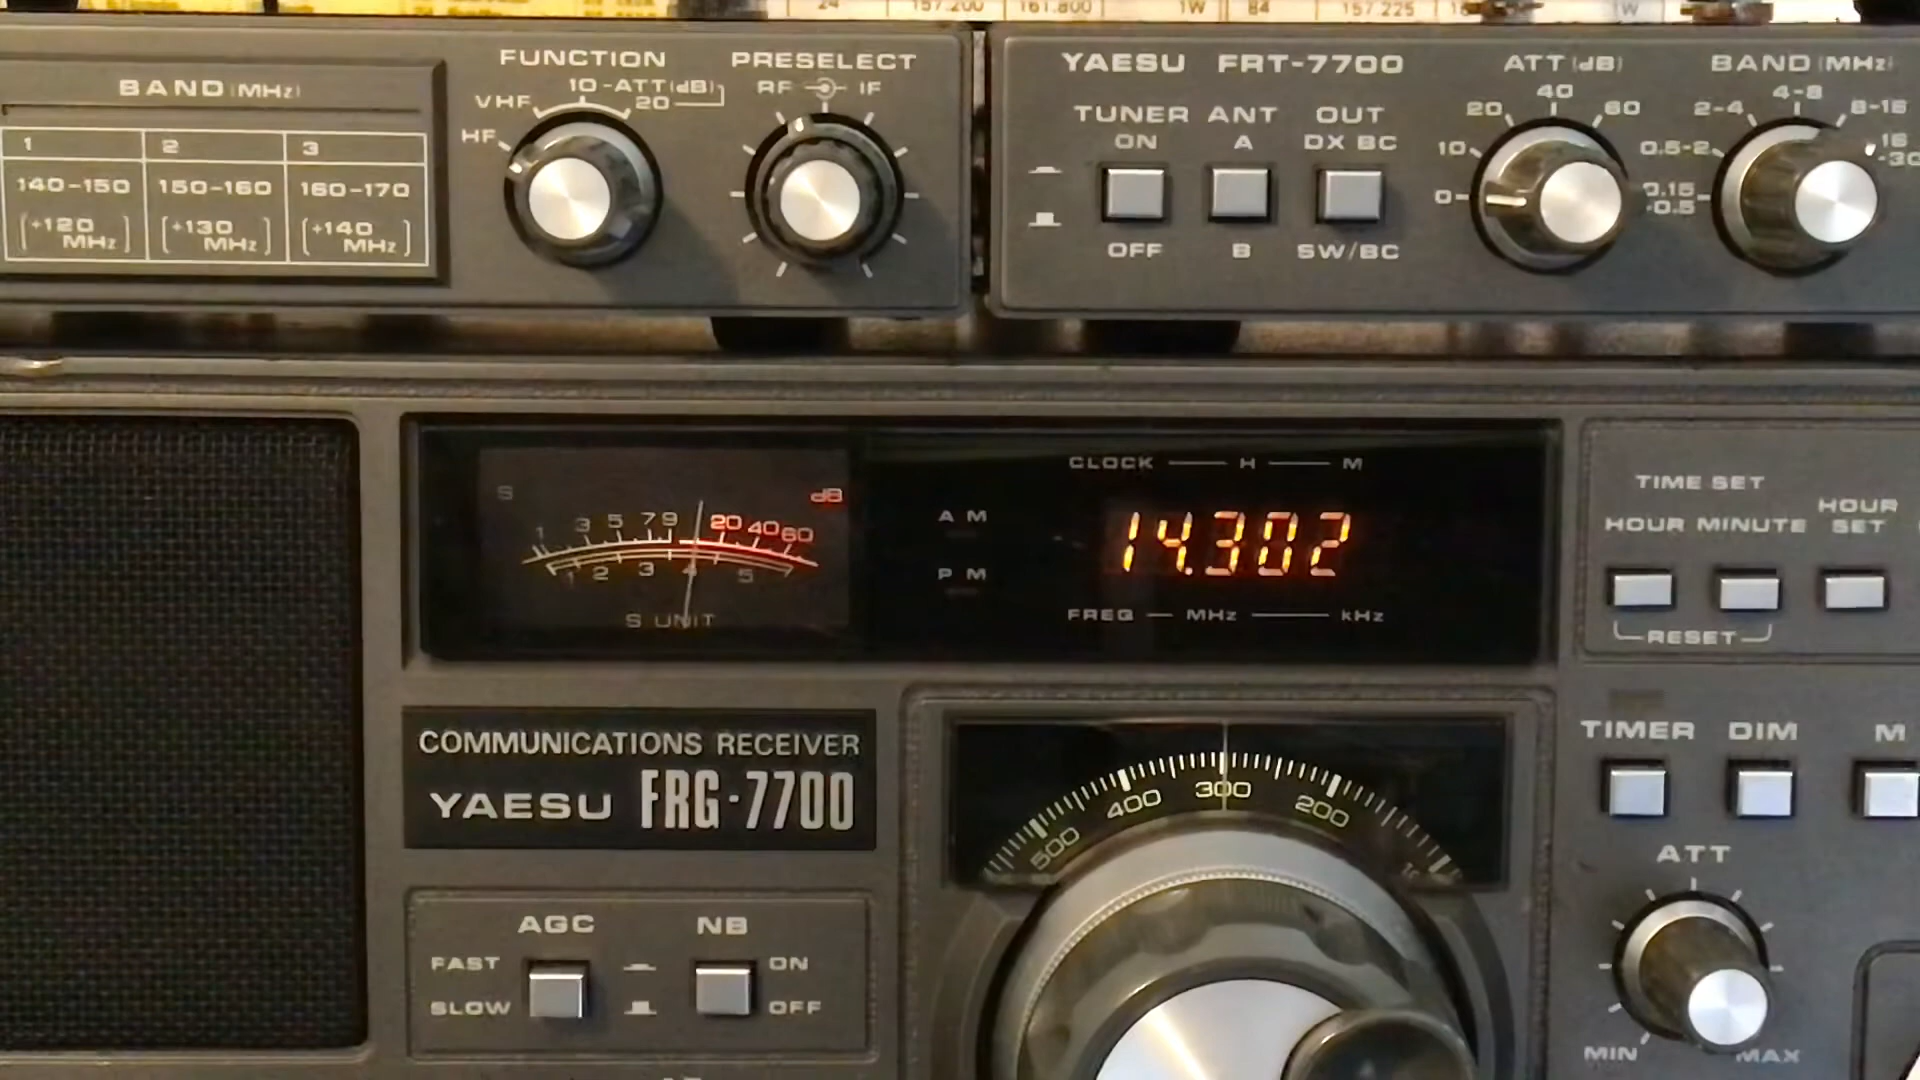 24 157.200 161.800 1W 84 157.225 1W
BAND (MHz)
1 2 3
140-150 150-160 160-170
(+120 MHz) (+130 MHz) (+140 MHz)
FUNCTION
10-ATT(dB)
VHF 20
HF
PRESELECT
RF IF
YAESU FRT-7700
TUNER ANT OUT
ON A DX BC
OFF B SW/BC
ATT (dB)
40
20 60
10
0
BAND (MHz)
4-8
2-4 8-16
0.5-2 16-30
0.15-0.5
S dB
1 3 5 7 9 20 40 60
1 2 3 4 5
S UNIT
CLOCK H M
AM
14.302
PM
FREQ MHz kHz
TIME SET
HOUR MINUTE
HOUR SET
RESET
COMMUNICATIONS RECEIVER
YAESU FRG-7700
500 400 300 200
TIMER DIM M
ATT
MIN MAX
AGC NB
FAST ON
SLOW OFF